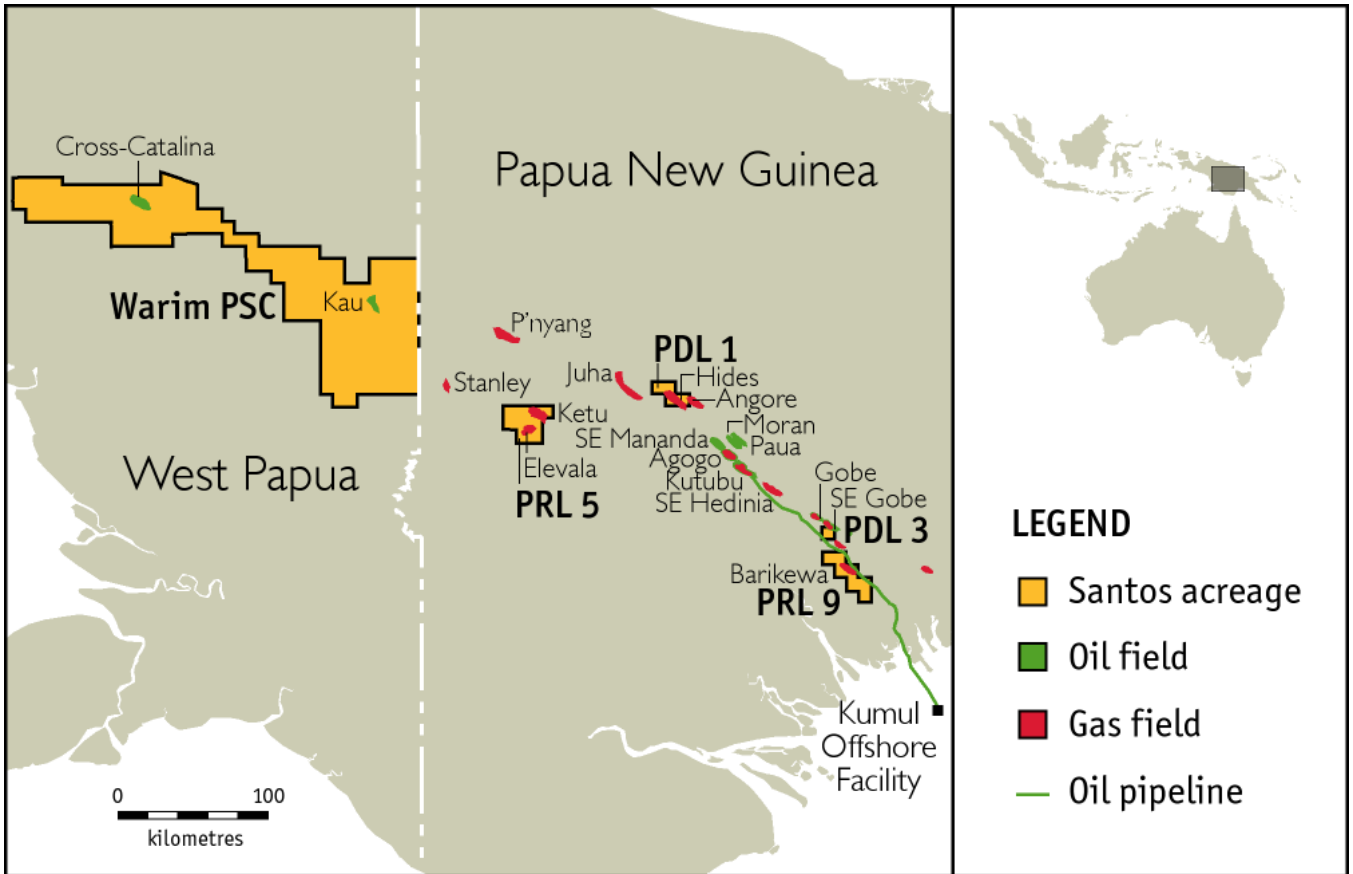 Cross-Catalina
Papua New Guinea
Warim PSC
Kau
P'nyang
PDL 1
Juha
Hides
Stanley
Angore
Ketu
Moran
SE Mananda
Paua
Agogo
Elevala
Kutubu
Gobe
West Papua
SE Hedinia
SE Gobe
PRL 5
PDL 3
Barikewa
PRL 9
Kumul
Offshore
Facility
0 100
kilometres
LEGEND
Santos acreage
Oil field
Gas field
Oil pipeline